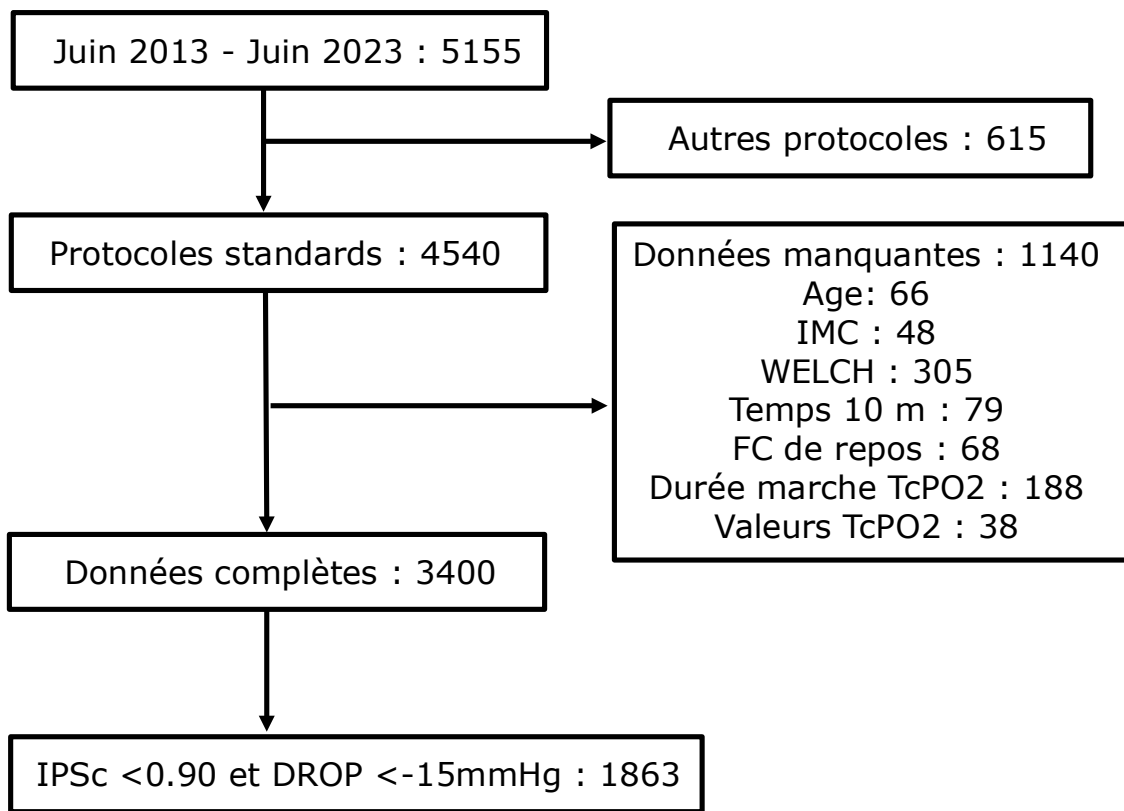 Juin 2013 - Juin 2023 : 5155
Autres protocoles : 615
Protocoles standards : 4540
Données manquantes : 1140
Age: 66
IMC : 48
WELCH : 305
Temps 10 m : 79
FC de repos : 68
Durée marche TcPO2 : 188
Valeurs TcPO2 : 38
Données complètes : 3400
IPSc <0.90 et DROP <-15mmHg : 1863